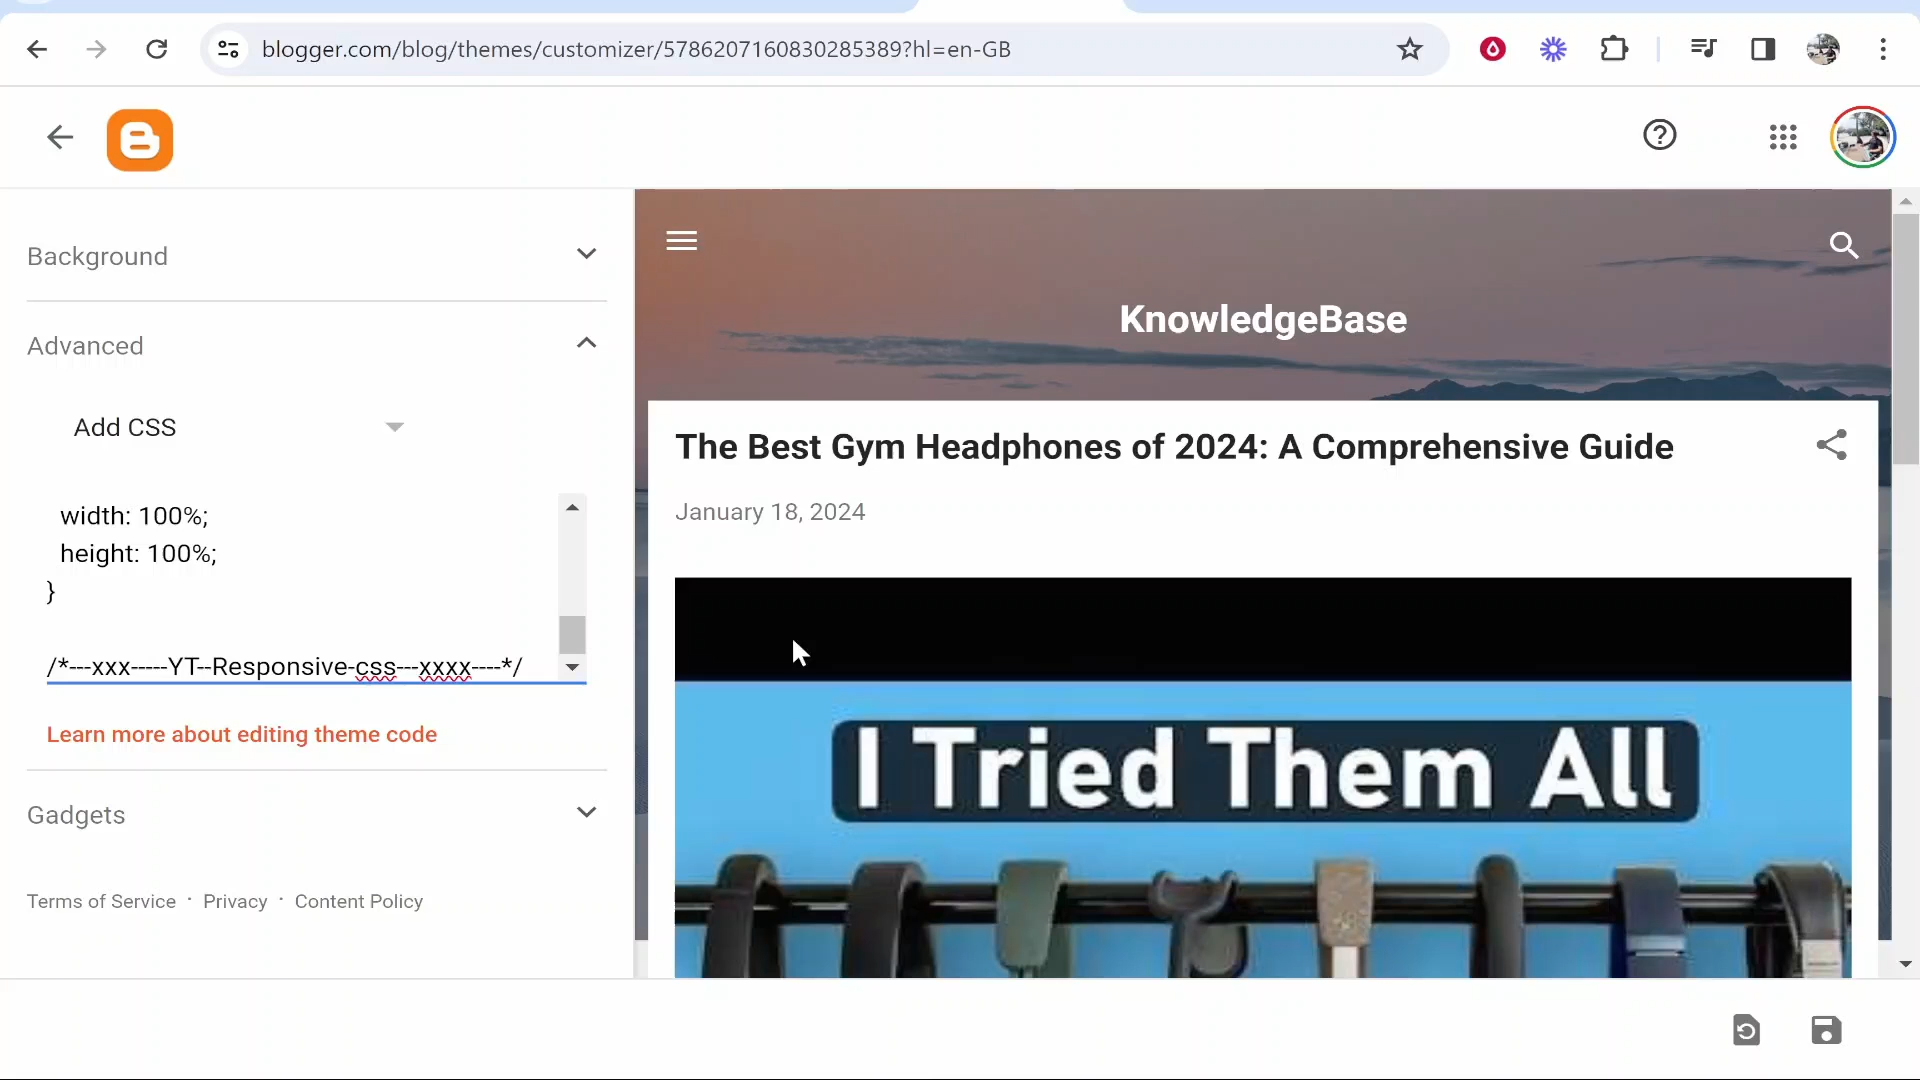 blogger.com/blog/themes/customizer/5786207160830285389?hl=en-GB
Background
Advanced
Add CSS
width: 100%;
height: 100%;
}
/*---xxx-----YT--Responsive-css---xxxx----*/
Learn more about editing theme code
Gadgets
Terms of Service · Privacy · Content Policy
KnowledgeBase
The Best Gym Headphones of 2024: A Comprehensive Guide
January 18, 2024
I Tried Them All